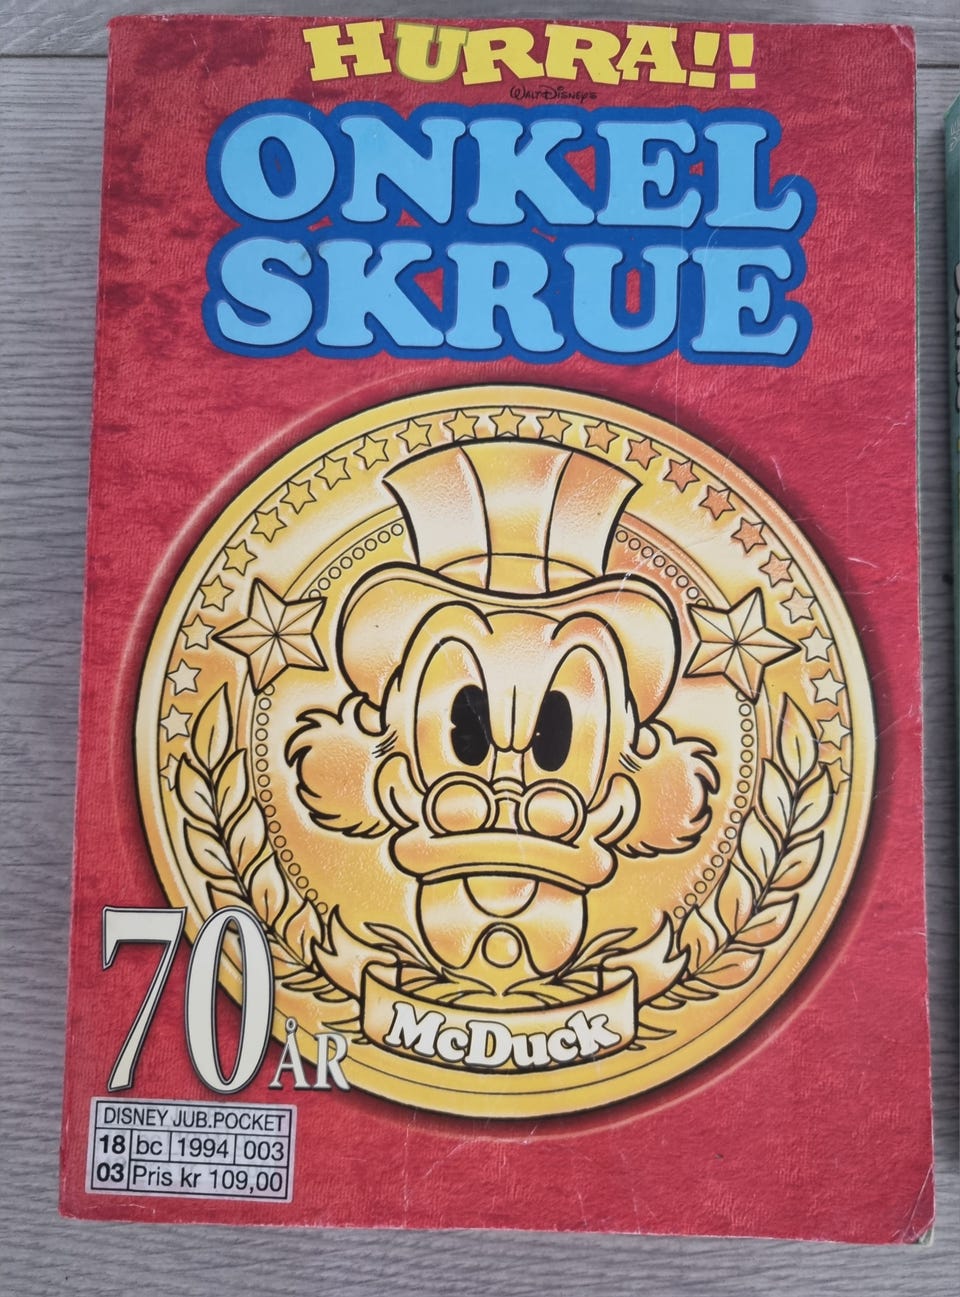 HURRA!!
WALT DISNEY'S
ONKEL
SKRUE
McDuck
70 ÅR
DISNEY JUB.POCKET
18 bc 1994 003
03 Pris kr 109,00